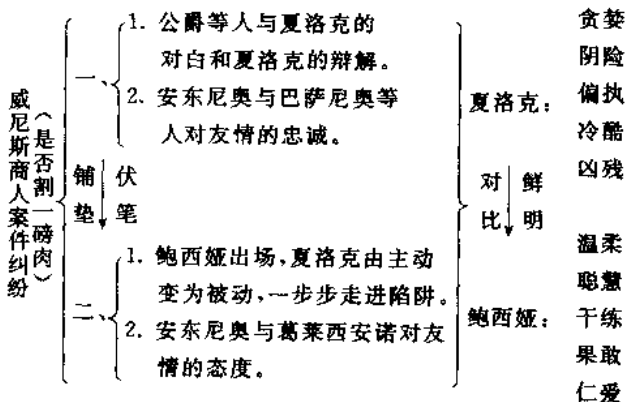 威尼斯商人案件纠纷
（是否割一磅肉）
一、
1. 公爵等人与夏洛克的
对白和夏洛克的辩解。
2. 安东尼奥与巴萨尼奥等
人对友情的忠诚。
铺垫
伏笔
二、
1. 鲍西娅出场，夏洛克由主动
变为被动，一步步走进陷阱。
2. 安东尼奥与葛莱西安诺对友
情的态度。
夏洛克：
贪婪
阴险
偏执
冷酷
凶残
对比
鲜明
鲍西娅：
温柔
聪慧
干练
果敢
仁爱